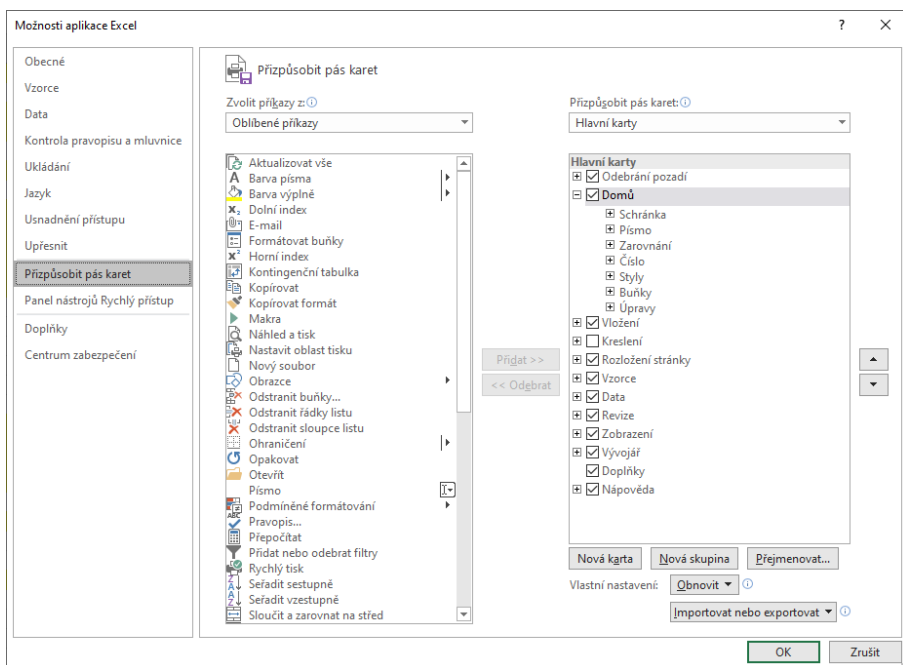 Možnosti aplikace Excel
?
Obecné
Vzorce
Data
Kontrola pravopisu a mluvnice
Ukládání
Jazyk
Usnadnění přístupu
Upřesnit
Přizpůsobit pás karet
Panel nástrojů Rychlý přístup
Doplňky
Centrum zabezpečení
Přizpůsobit pás karet
Zvolit příkazy z:
Oblíbené příkazy
Aktualizovat vše
Barva písma
Barva výplně
Dolní index
E-mail
Formátovat buňky
Horní index
Kontingenční tabulka
Kopírovat
Kopírovat formát
Makra
Náhled a tisk
Nastavit oblast tisku
Nový soubor
Obrazce
Odstranit buňky...
Odstranit řádky listu
Odstranit sloupce listu
Ohraničení
Opakovat
Otevřít
Písmo
Podmíněné formátování
Pravopis...
Přepočítat
Přidat nebo odebrat filtry
Rychlý tisk
Seřadit sestupně
Seřadit vzestupně
Sloučit a zarovnat na střed
Přidat >>
<< Odebrat
Přizpůsobit pás karet:
Hlavní karty
Hlavní karty
Odebrání pozadí
Domů
Schránka
Písmo
Zarovnání
Číslo
Styly
Buňky
Úpravy
Vložení
Kreslení
Rozložení stránky
Vzorce
Data
Revize
Zobrazení
Vývojář
Doplňky
Nápověda
Nová karta
Nová skupina
Přejmenovat...
Vlastní nastavení:
Obnovit
Importovat nebo exportovat
OK
Zrušit